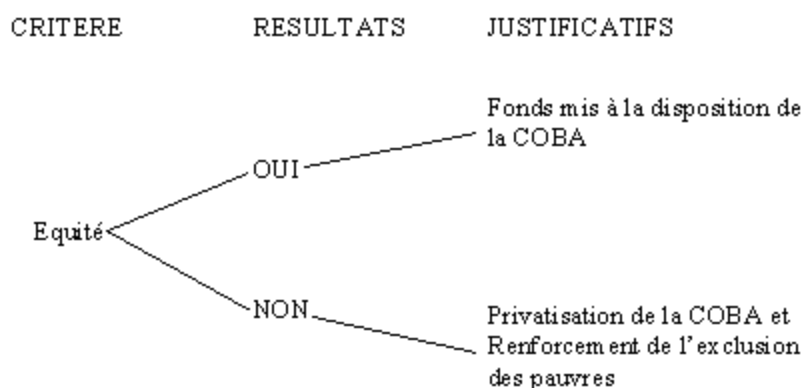 CRITERE RESULTATS JUSTIFICATIFS
Fonds mis à la disposition de
la COBA
OUI
Equité
NON
Privatisation de la COBA et
Renforcement de l'exclusion
des pauvres